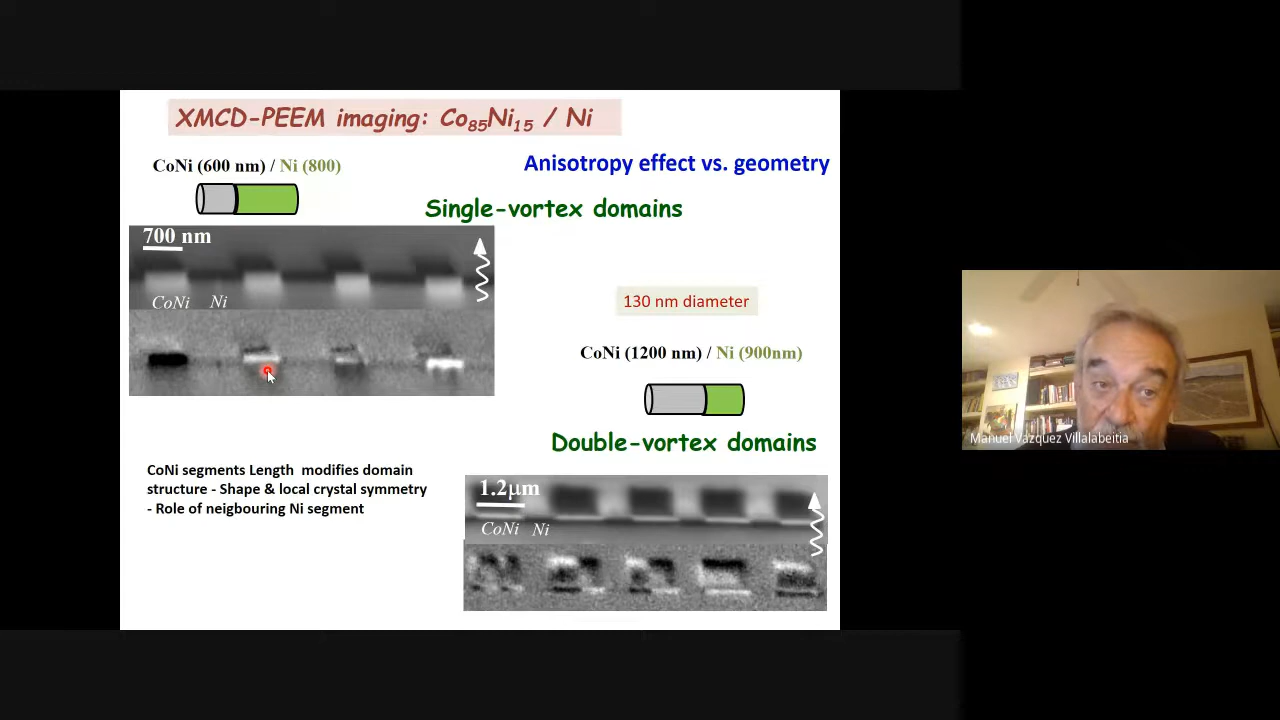 XMCD-PEEM imaging: Co85Ni15 / Ni
CoNi (600 nm) / Ni (800)
Anisotropy effect vs. geometry
Single-vortex domains
700 nm
CoNi Ni
130 nm diameter
CoNi (1200 nm) / Ni (900nm)
Double-vortex domains
CoNi segments Length modifies domain
structure - Shape & local crystal symmetry
- Role of neigbouring Ni segment
1.2µm
CoNi Ni
Manuel Vázquez Villalabeitia